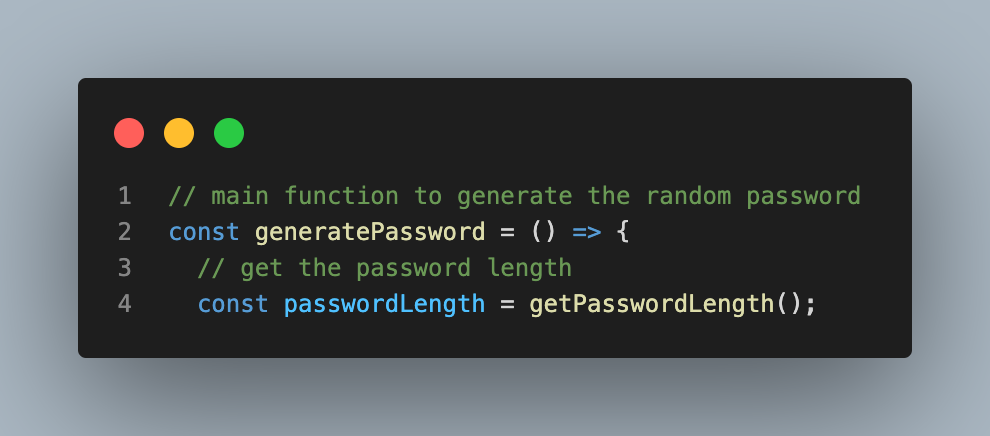 1 // main function to generate the random password
2 const generatePassword = () => {
3 // get the password length
4 const passwordLength = getPasswordLength();